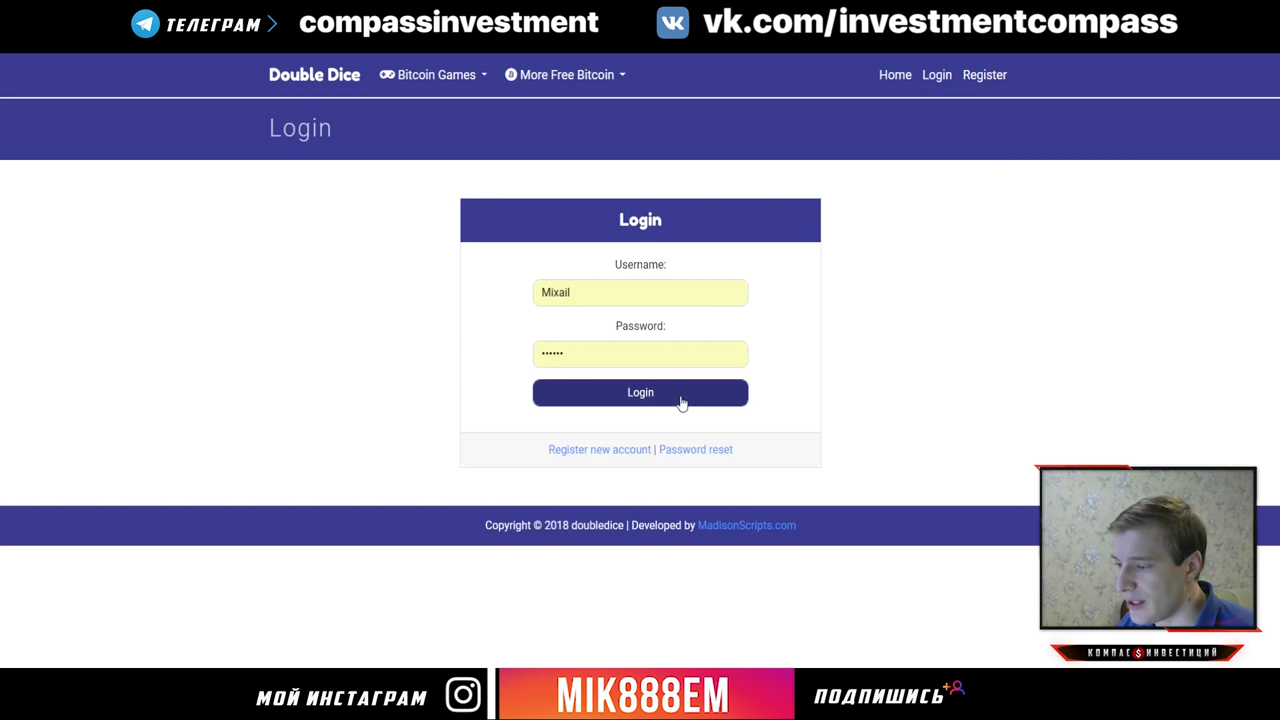 ТЕЛЕГРАМ compassinvestment vk.com/investmentcompass
Double Dice Bitcoin Games More Free Bitcoin Home Login Register
Login
Login
Username:
Mixail
Password:
••••••
Login
Register new account | Password reset
Copyright © 2018 doubledice | Developed by MadisonScripts.com
КОМПАС $ ИНВЕСТИЦИЙ
МОЙ ИНСТАГРАМ MIK888EM ПОДПИШИСЬ